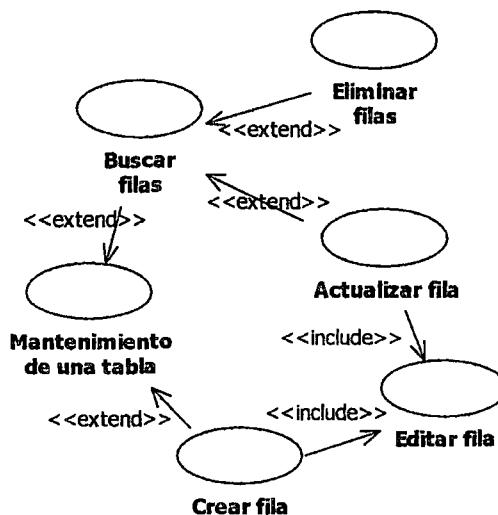 Eliminar
filas
<<extend>>
Buscar
filas
<<extend>>
<<extend>>
Actualizar fila
Mantenimiento
de una tabla
<<include>>
<<extend>>
<<include>>
Editar fila
Crear fila